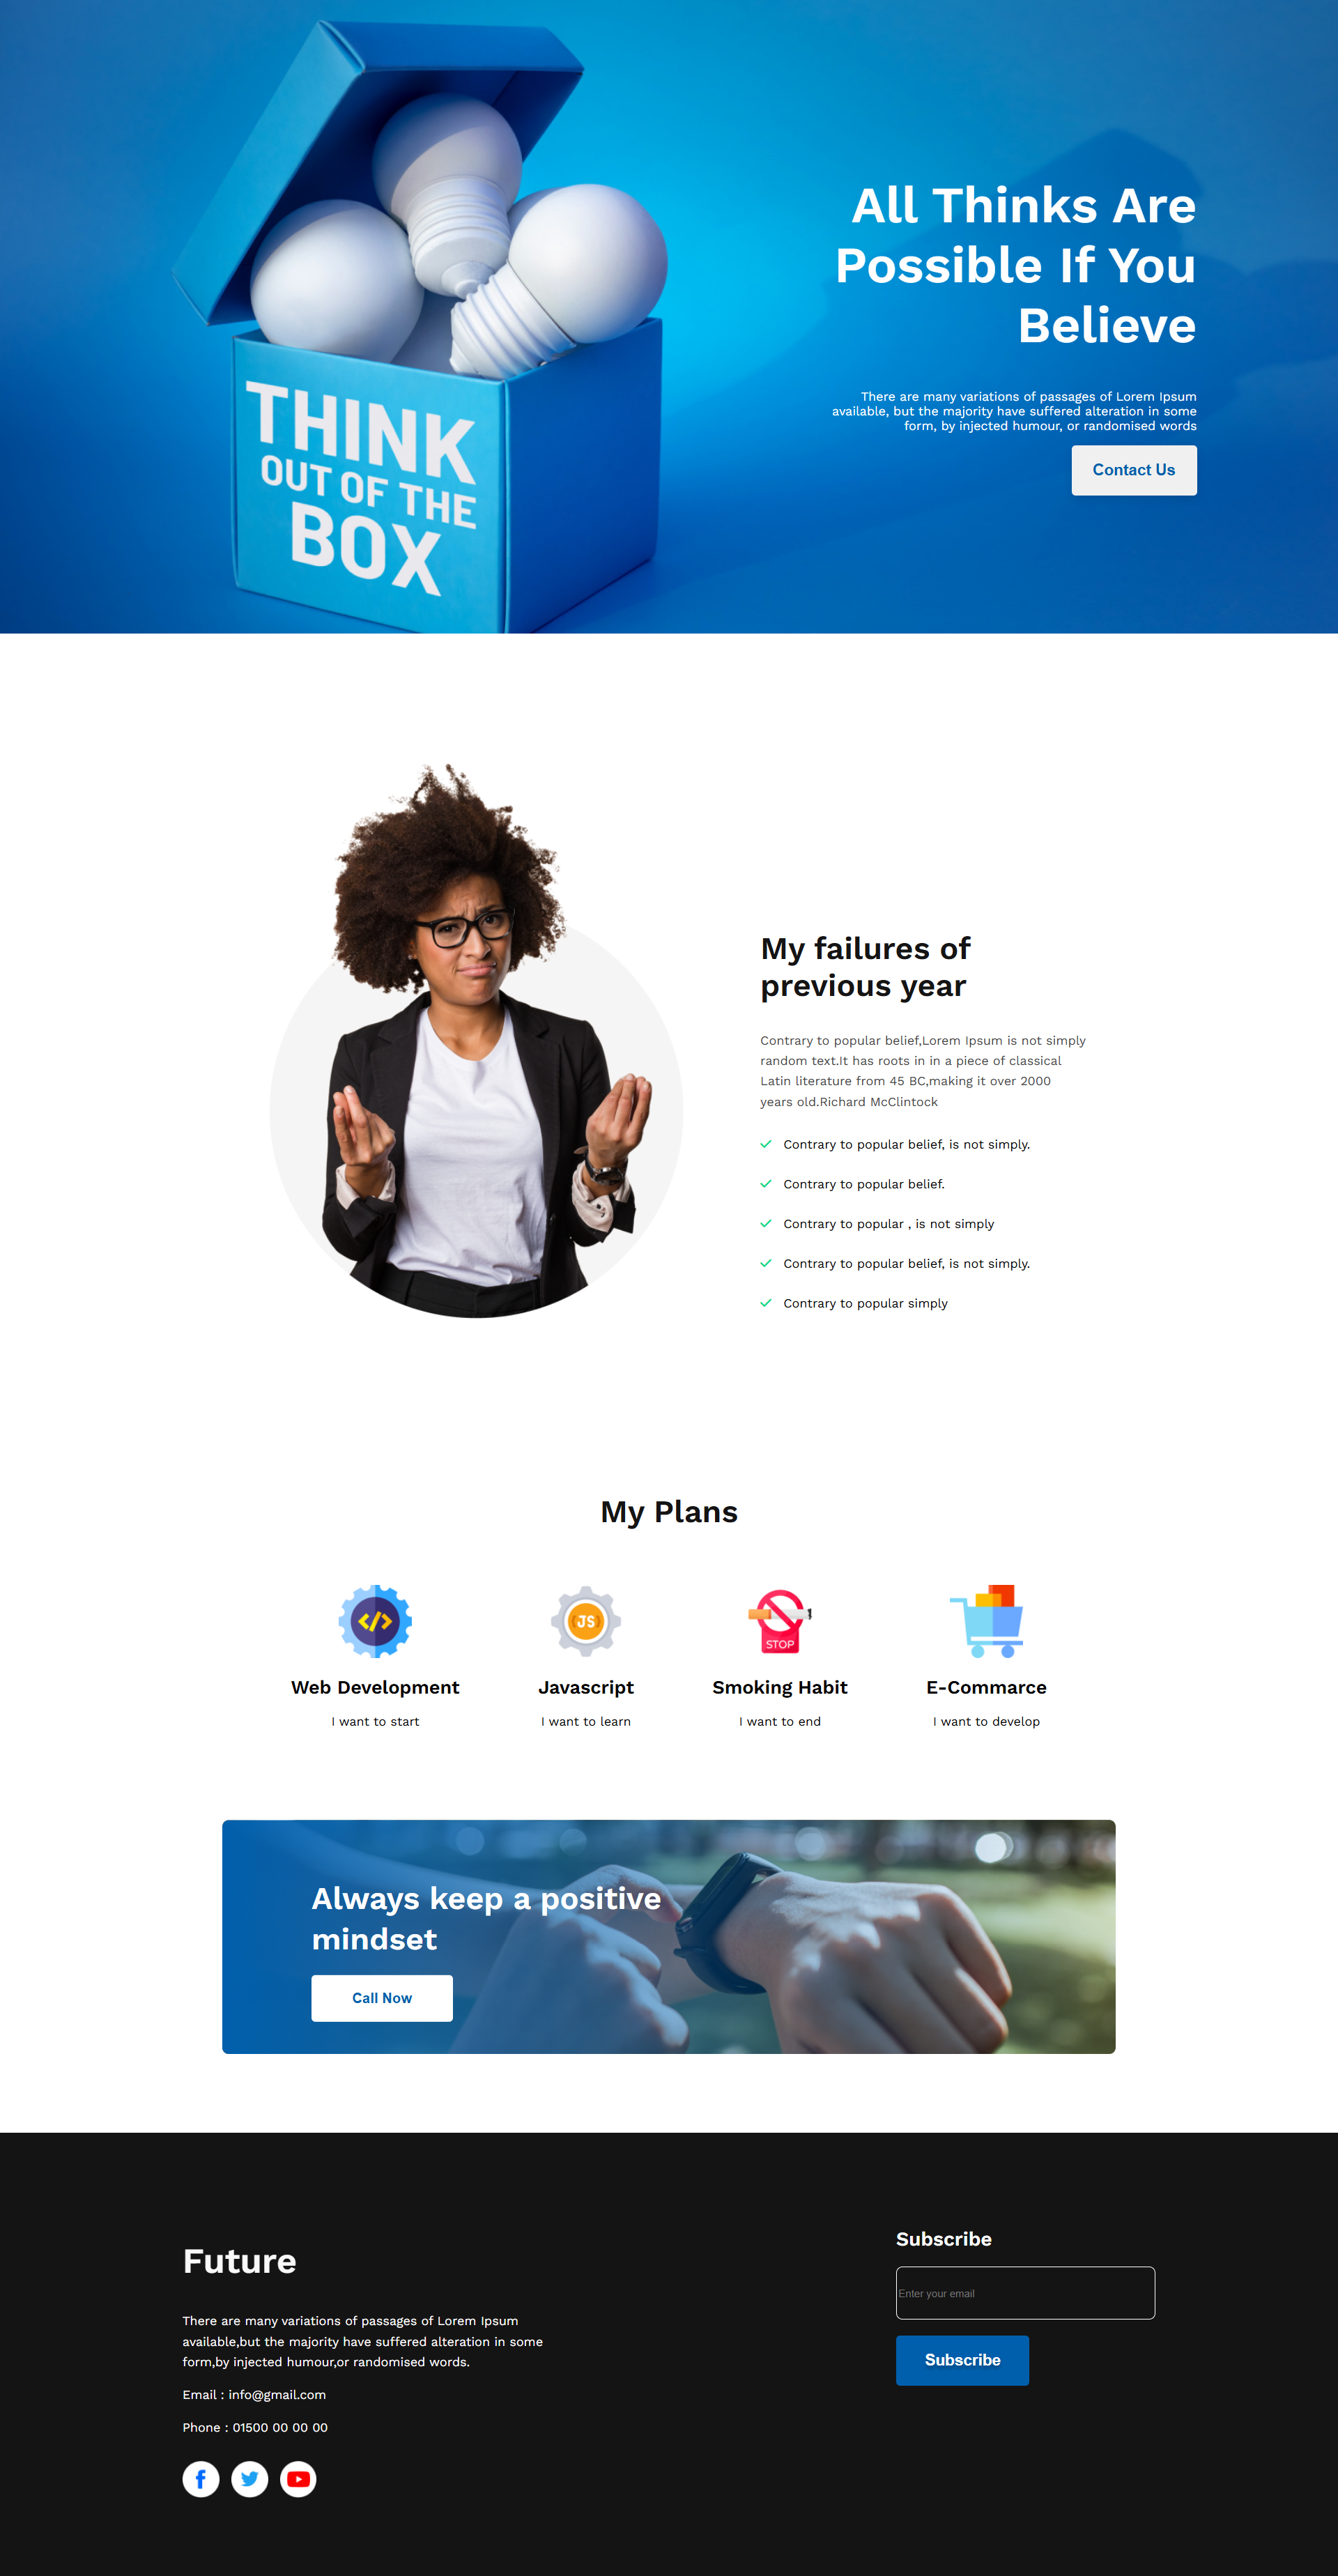 All Thinks Are
Possible If You
Believe
There are many variations of passages of Lorem Ipsum
available, but the majority have suffered alteration in some
form, by injected humour, or randomised words
Contact Us
THINK
OUT OF THE
BOX
My failures of
previous year
Contrary to popular belief,Lorem Ipsum is not simply
random text.It has roots in in a piece of classical
Latin literature from 45 BC,making it over 2000
years old.Richard McClintock
Contrary to popular belief, is not simply.
Contrary to popular belief.
Contrary to popular , is not simply
Contrary to popular belief, is not simply.
Contrary to popular simply
My Plans
JS
STOP
Web Development
I want to start
Javascript
I want to learn
Smoking Habit
I want to end
E-Commarce
I want to develop
Always keep a positive
mindset
Call Now
Future
There are many variations of passages of Lorem Ipsum
available,but the majority have suffered alteration in some
form,by injected humour,or randomised words.
Email : info@gmail.com
Phone : 01500 00 00 00
Subscribe
Enter your email
Subscribe